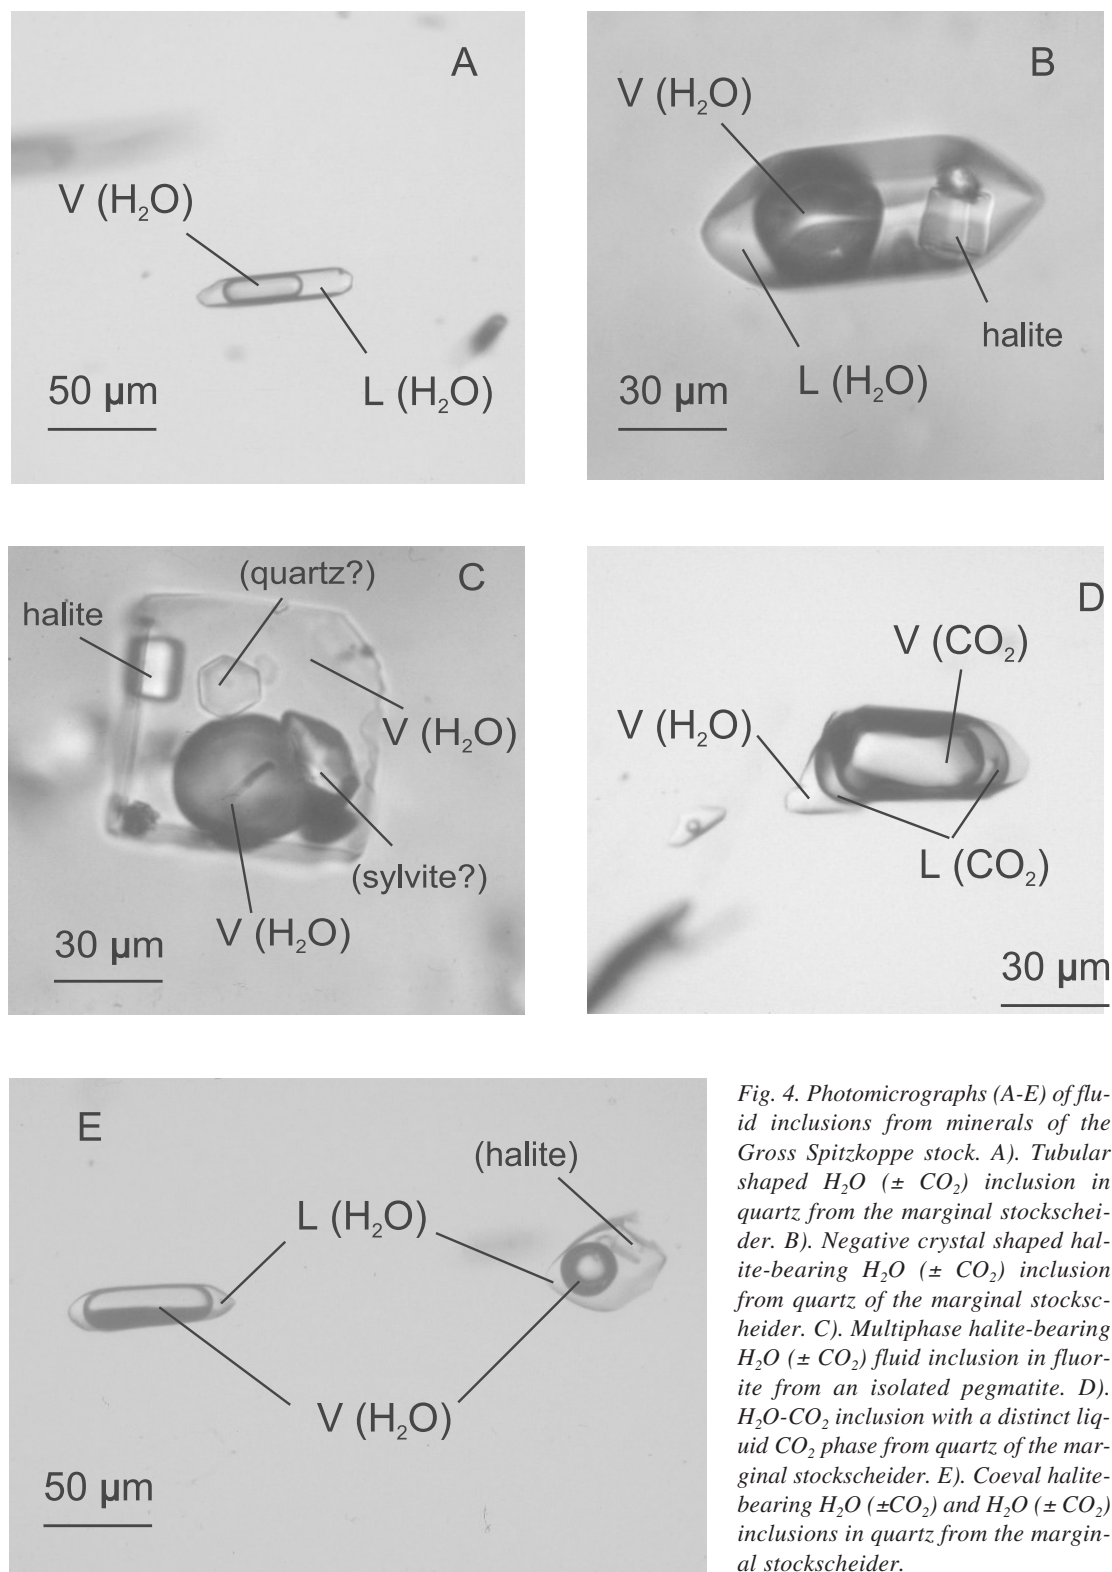 A
V (H₂O)
L (H₂O)
50 µm
B
V (H₂O)
halite
L (H₂O)
30 µm
C
(quartz?)
halite
V (H₂O)
(sylvite?)
V (H₂O)
30 µm
D
V (CO₂)
V (H₂O)
L (CO₂)
30 µm
E
(halite)
L (H₂O)
V (H₂O)
50 µm
Fig. 4. Photomicrographs (A-E) of flu-
id inclusions from minerals of the
Gross Spitzkoppe stock. A). Tubular
shaped H₂O (± CO₂) inclusion in
quartz from the marginal stockschei-
der. B). Negative crystal shaped hal-
ite-bearing H₂O (± CO₂) inclusion
from quartz of the marginal stocksc-
heider. C). Multiphase halite-bearing
H₂O (± CO₂) fluid inclusion in fluor-
ite from an isolated pegmatite. D).
H₂O-CO₂ inclusion with a distinct liq-
uid CO₂ phase from quartz of the mar-
ginal stockscheider. E). Coeval halite-
bearing H₂O (±CO₂) and H₂O (± CO₂)
inclusions in quartz from the margin-
al stockscheider.